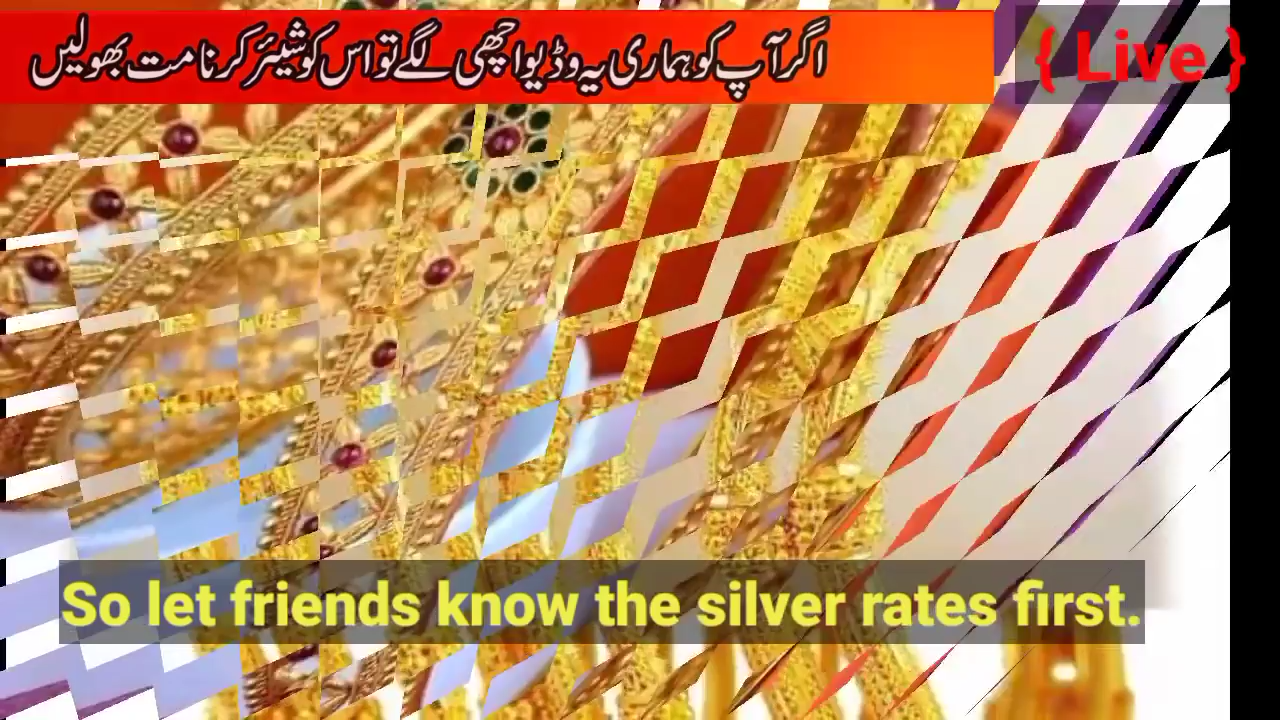 اگر آپ کو ہماری یہ وڈیو اچھی لگے تو اس کو شیئر کرنا مت بھولیں
{ Live }
So let friends know the silver rates first.